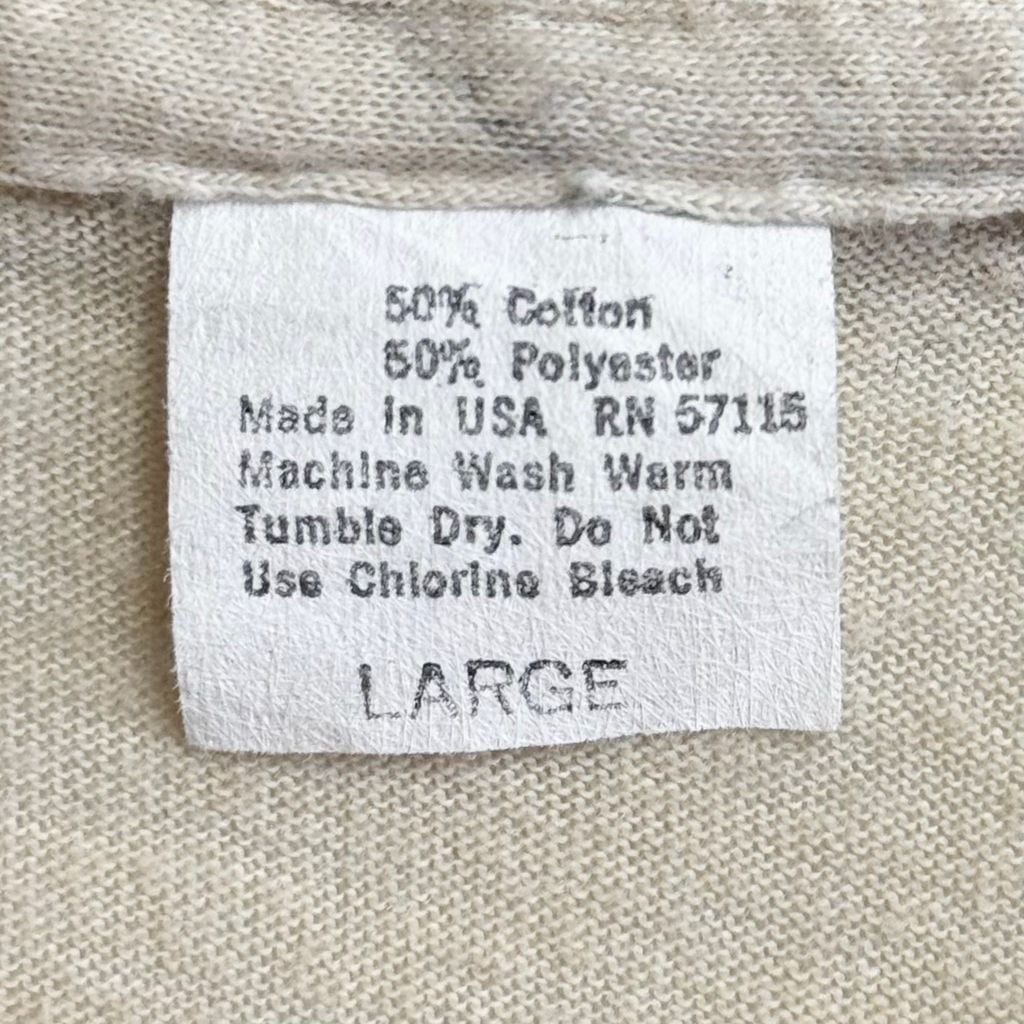 50% Cotton
50% Polyester
Made in USA RN 57115
Machine Wash Warm
Tumble Dry. Do Not
Use Chlorine Bleach
LARGE